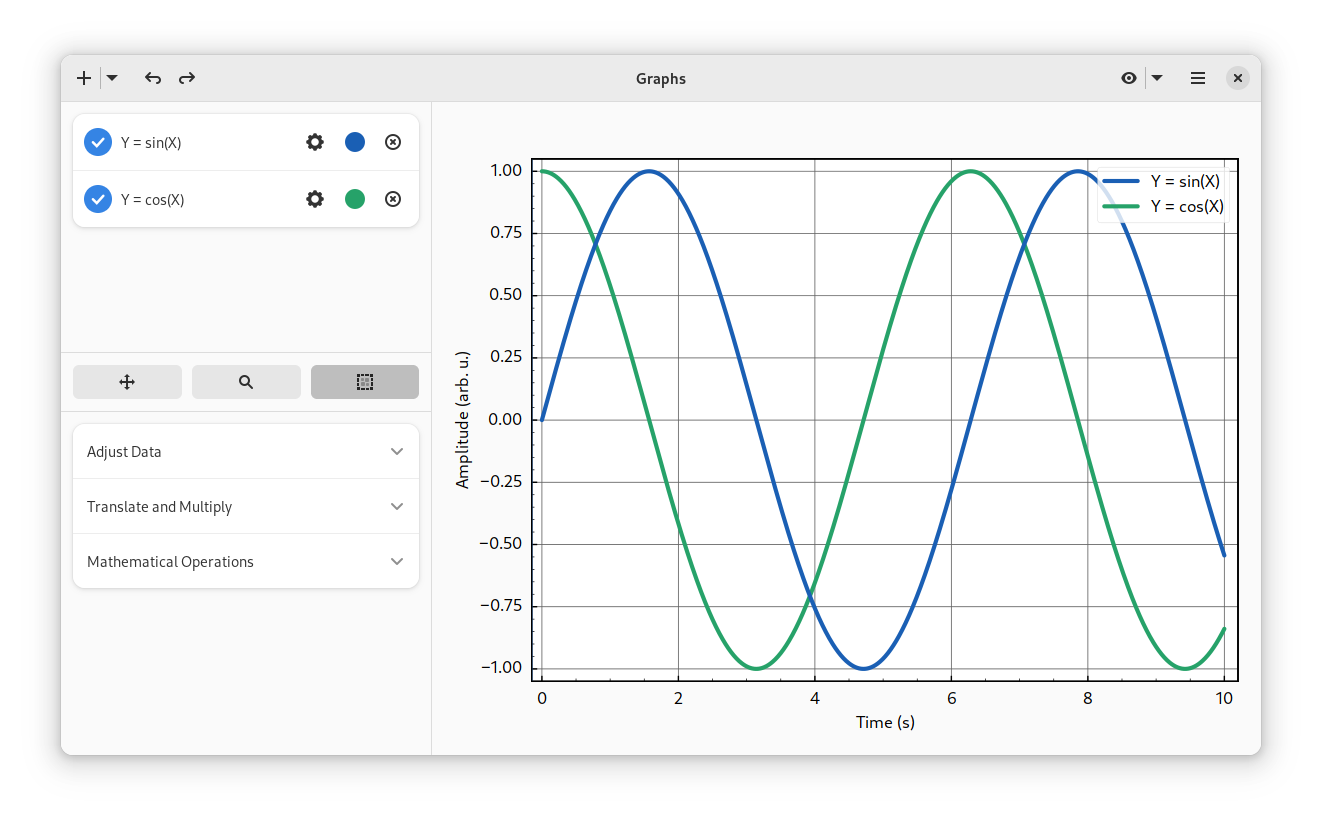 Graphs
Y = sin(X)
Y = cos(X)
Adjust Data
Translate and Multiply
Mathematical Operations
Amplitude (arb. u.)
1.00
0.75
0.50
0.25
0.00
−0.25
−0.50
−0.75
−1.00
Y = sin(X)
Y = cos(X)
0 2 4 6 8 10
Time (s)